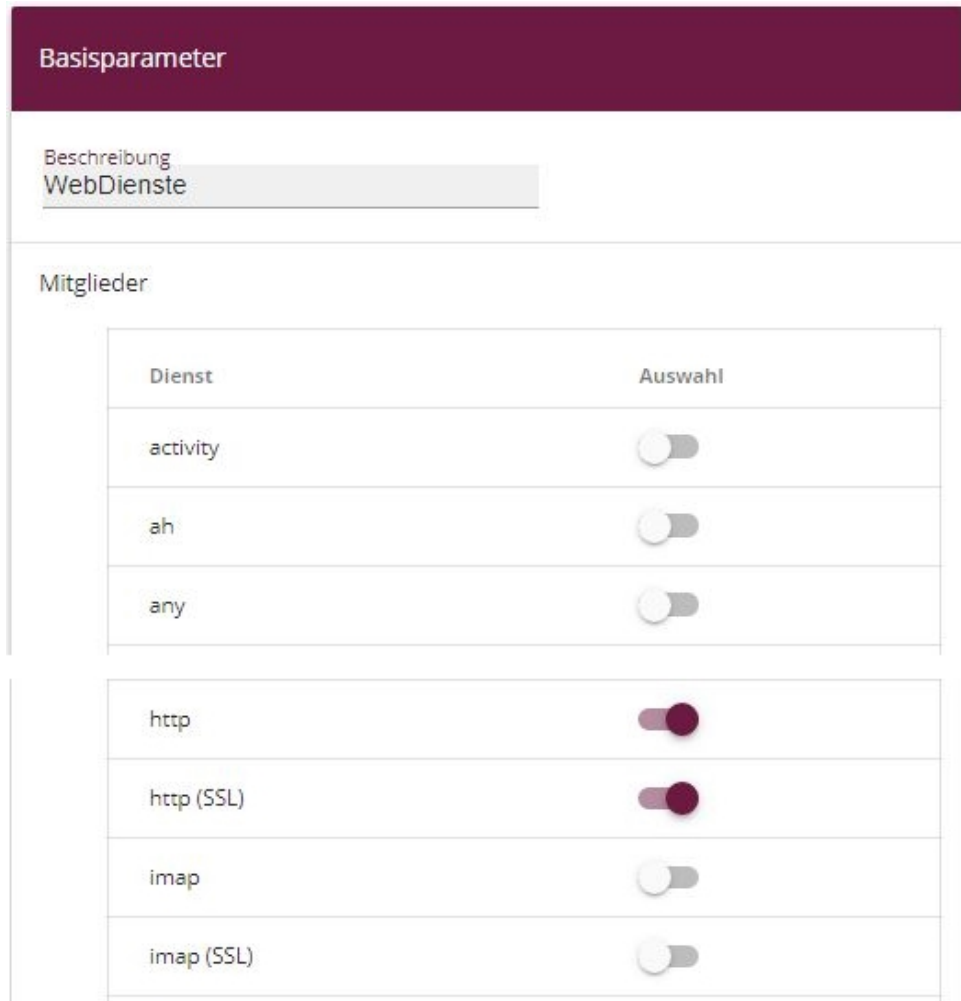 Basisparameter
Beschreibung
WebDienste
Mitglieder
Dienst Auswahl
activity
ah
any
http
http (SSL)
imap
imap (SSL)